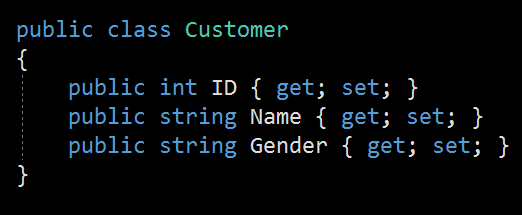 public class Customer
{
public int ID { get; set; }
public string Name { get; set; }
public string Gender { get; set; }
}